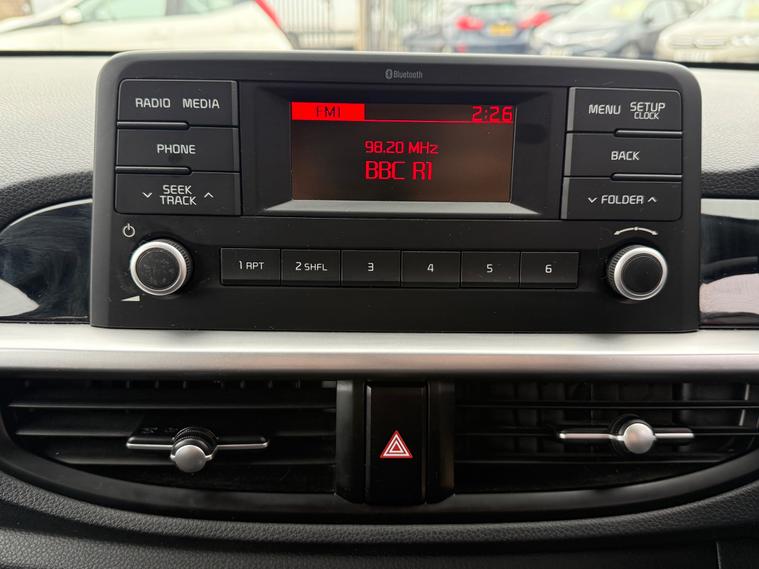 Bluetooth
RADIO MEDIA
PHONE
SEEK
TRACK
FM1 2:26
98.20 MHz
BBC R1
MENU SETUP
CLOCK
BACK
FOLDER
1 RPT 2 SHFL 3 4 5 6